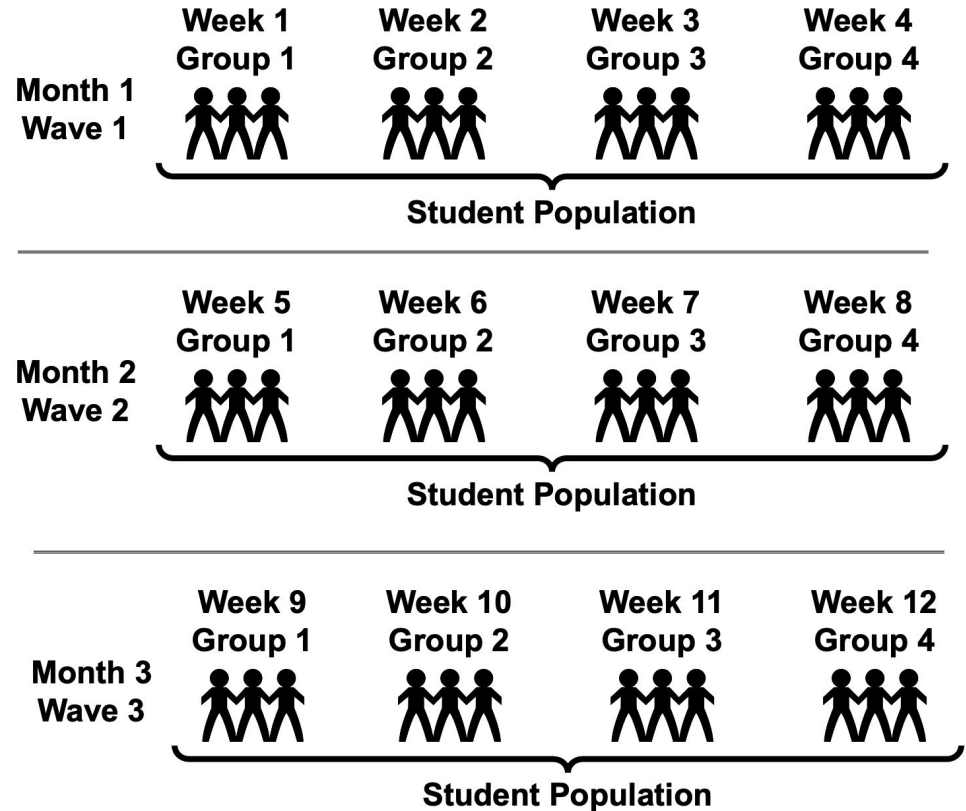 Week 1 Week 2 Week 3 Week 4
Group 1 Group 2 Group 3 Group 4
Month 1
Wave 1
Student Population
Week 5 Week 6 Week 7 Week 8
Group 1 Group 2 Group 3 Group 4
Month 2
Wave 2
Student Population
Week 9 Week 10 Week 11 Week 12
Group 1 Group 2 Group 3 Group 4
Month 3
Wave 3
Student Population